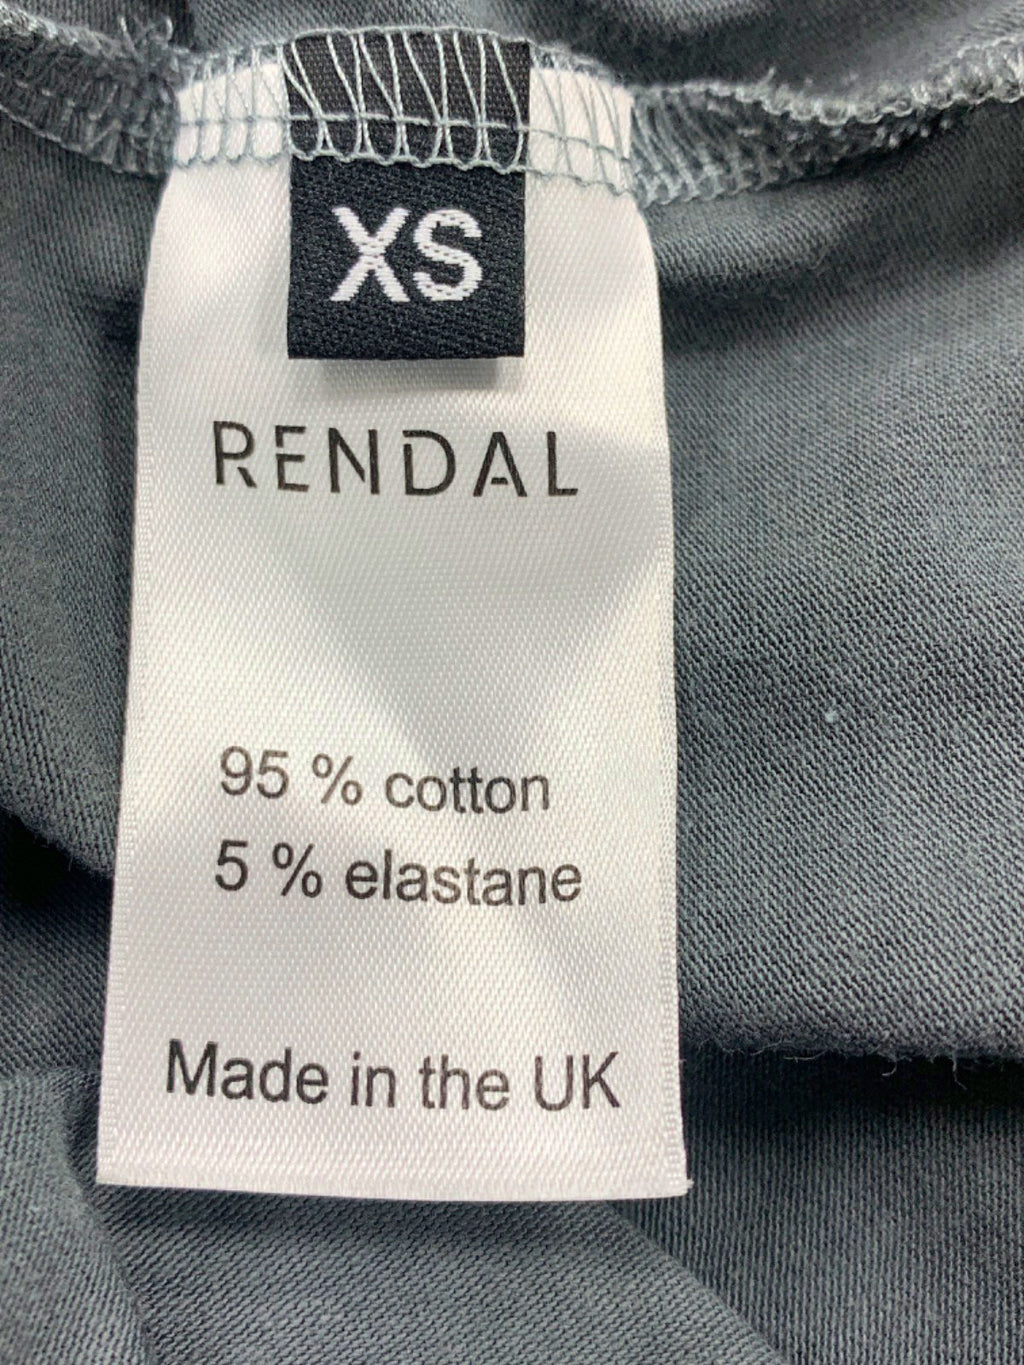 XS
RENDAL
95 % cotton
5 % elastane
Made in the UK